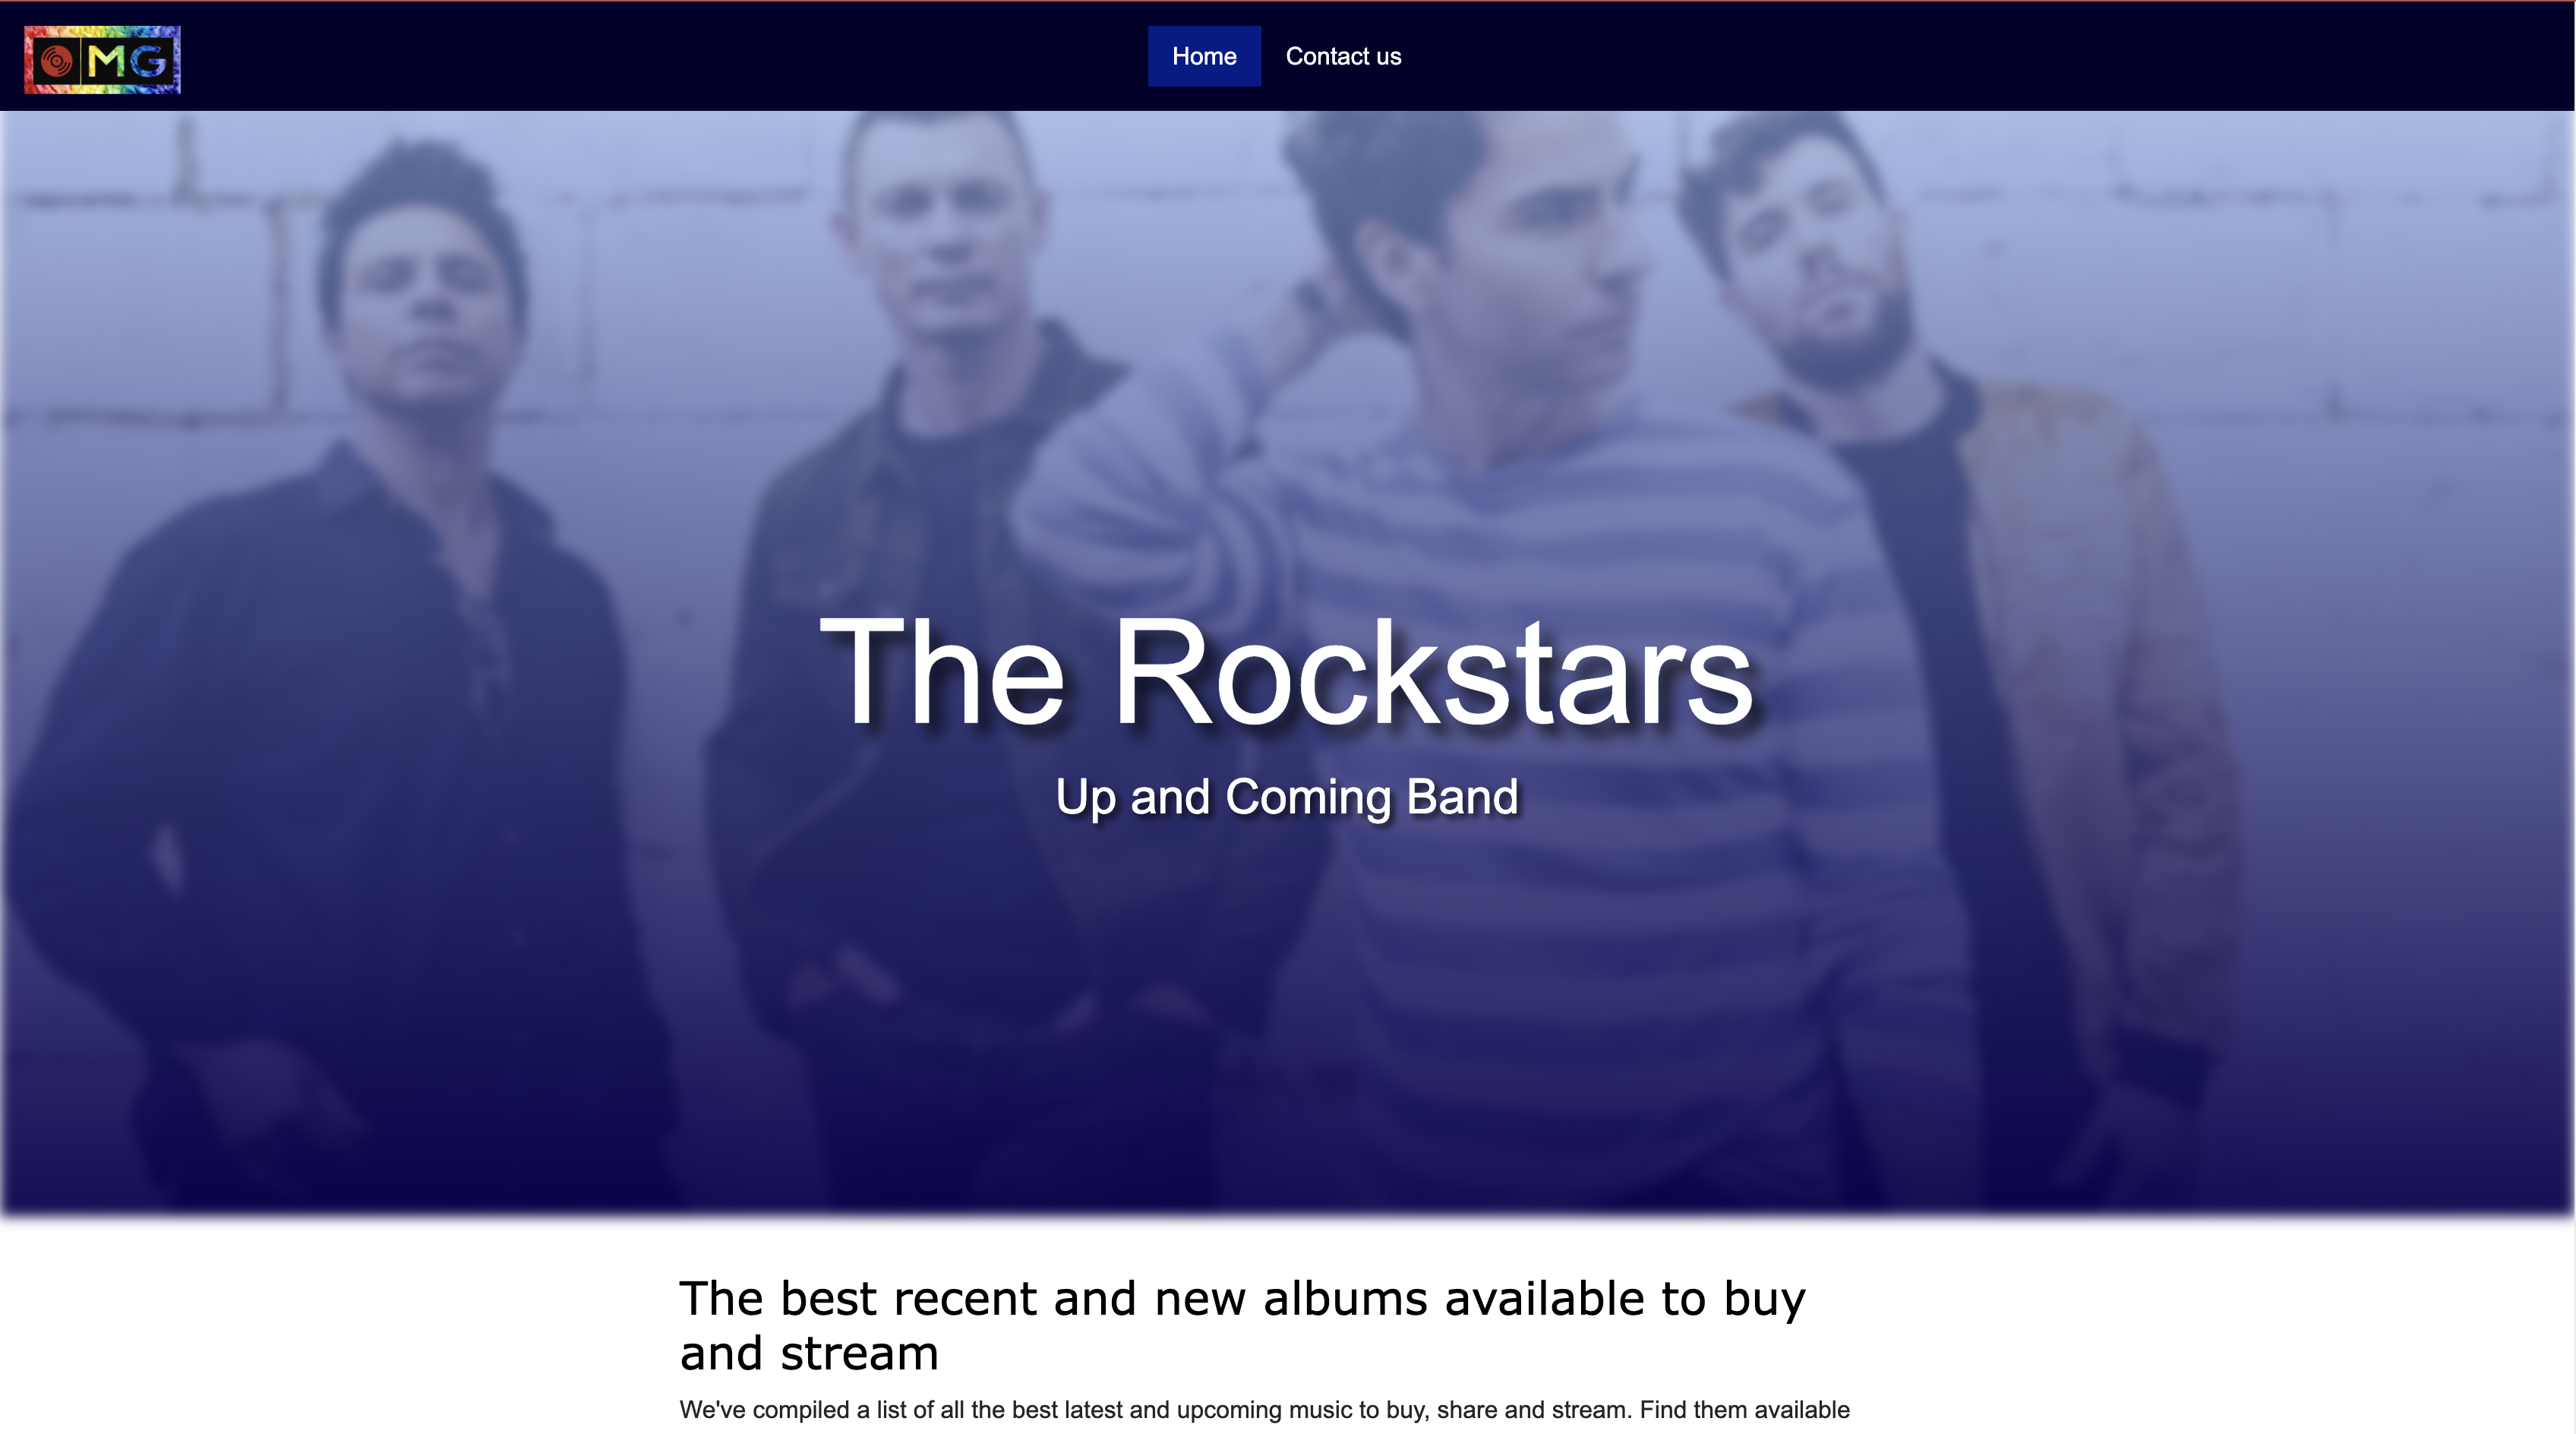 MG
Home
Contact us
The Rockstars
Up and Coming Band
The best recent and new albums available to buy
and stream
We've compiled a list of all the best latest and upcoming music to buy, share and stream. Find them available